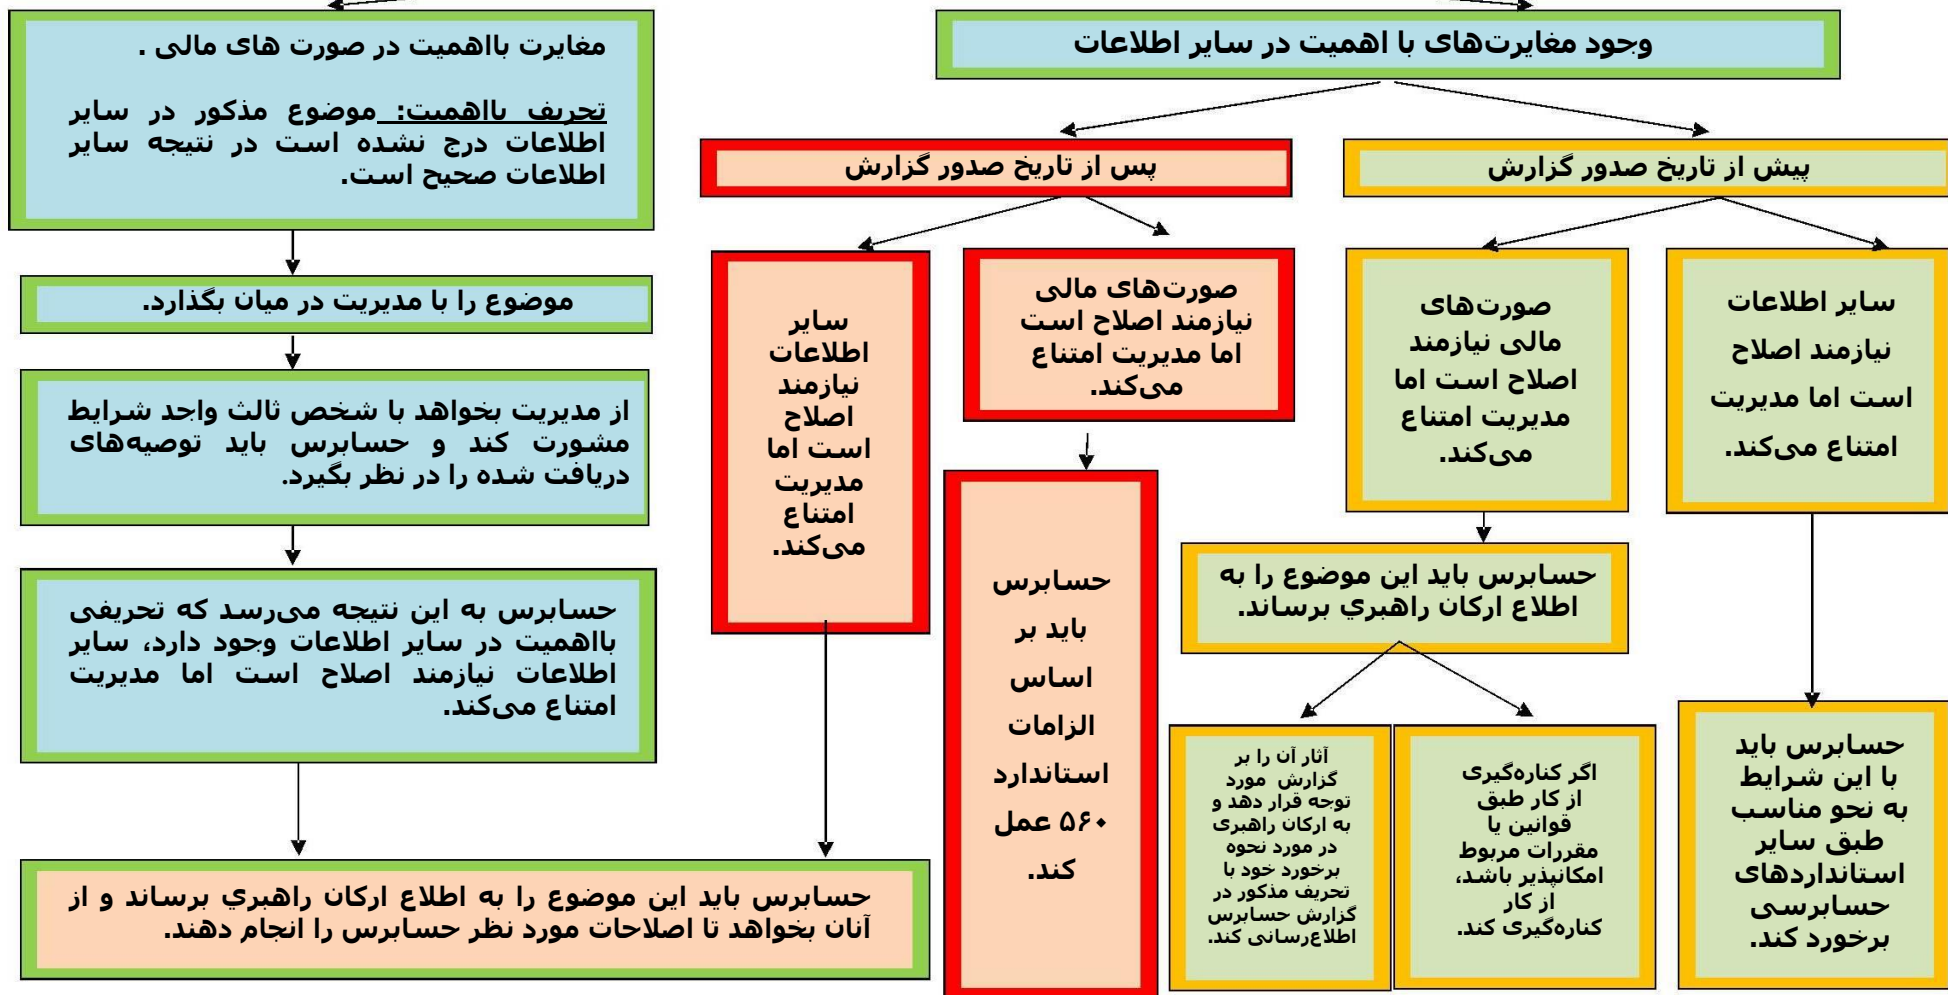 وجود مغایرت‌های با اهمیت در سایر اطلاعات
پیش از تاریخ صدور گزارش
پس از تاریخ صدور گزارش
سایر اطلاعات
نیازمند اصلاح
است اما مدیریت
امتناع می‌کند.
صورت‌های
مالی نیازمند
اصلاح است اما
مدیریت امتناع
می‌کند.
صورت‌های مالی
نیازمند اصلاح است
اما مدیریت امتناع
می‌کند.
سایر
اطلاعات
نیازمند
اصلاح
است اما
مدیریت
امتناع
می‌کند.
حسابرس باید این موضوع را به
اطلاع ارکان راهبري برساند.
حسابرس باید
با این شرایط
به نحو مناسب
طبق سایر
استانداردهای
حسابرسی
برخورد کند.
اگر کناره‌گیری
از کار طبق
قوانین یا
مقررات مربوط
امکانپذیر باشد،
از کار
کناره‌گیری کند.
آثار آن را بر
گزارش مورد
توجه قرار دهد و
به ارکان راهبری
در مورد نحوه
برخورد خود با
تحریف مذکور در
گزارش حسابرس
اطلاع‌رسانی کند.
حسابرس
باید بر
اساس
الزامات
استاندارد
۵۶۰ عمل
کند.
مغایرت بااهمیت در صورت های مالی .
تحریف بااهمیت: موضوع مذکور در سایر
اطلاعات درج نشده است در نتیجه سایر
اطلاعات صحیح است.
موضوع را با مدیریت در میان بگذارد.
از مدیریت بخواهد با شخص ثالث واجد شرایط
مشورت کند و حسابرس باید توصیه‌های
دریافت شده را در نظر بگیرد.
حسابرس به این نتیجه می‌رسد که تحریفی
بااهمیت در سایر اطلاعات وجود دارد، سایر
اطلاعات نیازمند اصلاح است اما مدیریت
امتناع می‌کند.
حسابرس باید این موضوع را به اطلاع ارکان راهبري برساند و از
آنان بخواهد تا اصلاحات مورد نظر حسابرس را انجام دهند.